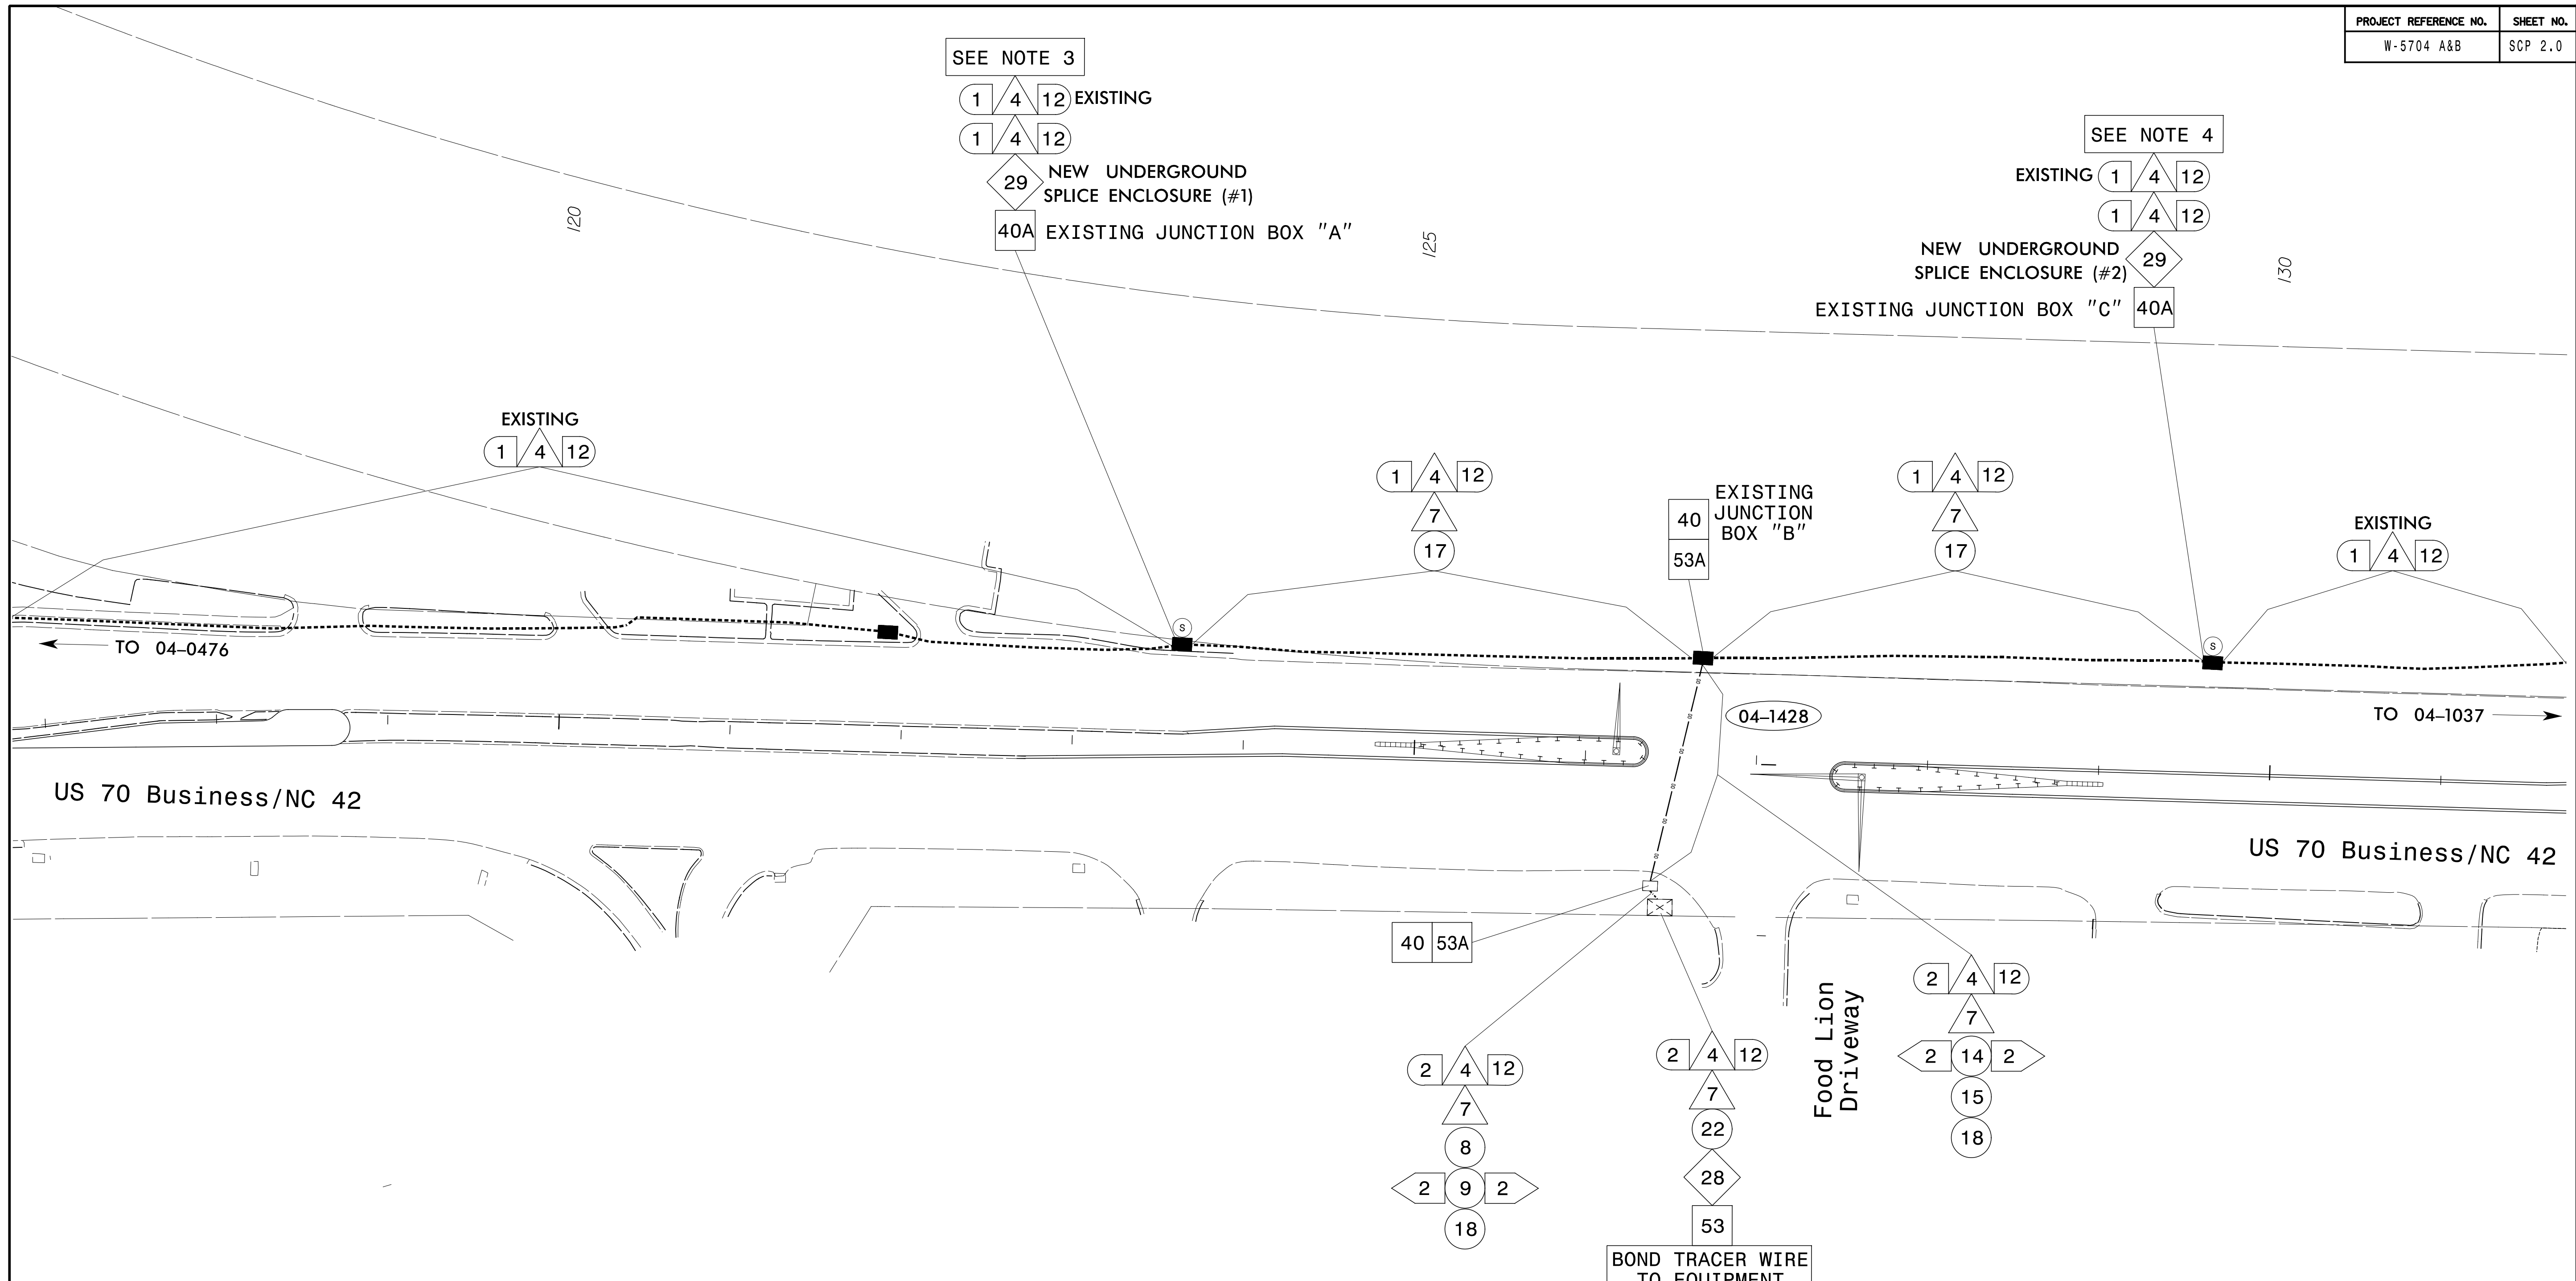 PROJECT REFERENCE NO. SHEET NO.
W-5704 A&B SCP 2.0
SEE NOTE 3
1 4 12 EXISTING
1 4 12
29 NEW UNDERGROUND
SPLICE ENCLOSURE (#1)
40A EXISTING JUNCTION BOX "A"
SEE NOTE 4
EXISTING 1 4 12
1 4 12
NEW UNDERGROUND 29
SPLICE ENCLOSURE (#2)
EXISTING JUNCTION BOX "C" 40A
120
125
130
EXISTING
1 4 12
1 4 12
7
17
40
53A
EXISTING
JUNCTION
BOX "B"
1 4 12
7
17
EXISTING
1 4 12
S
S
TO 04-0476
04-1428
TO 04-1037
US 70 Business/NC 42
US 70 Business/NC 42
40 53A
2 4 12
7
8
2 9 2
18
2 4 12
7
22
28
53
BOND TRACER WIRE
TO EQUIPMENT
Food Lion
Driveway
2 4 12
7
2 14 2
15
18